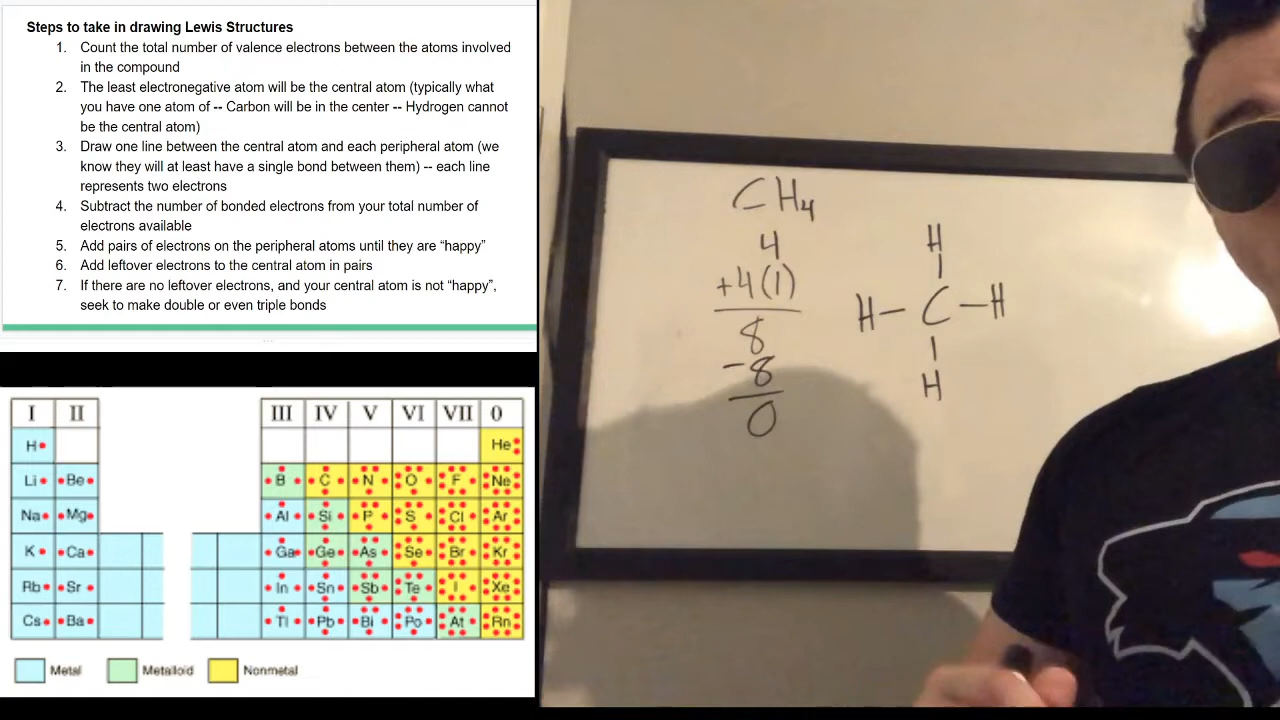 Steps to take in drawing Lewis Structures
1. Count the total number of valence electrons between the atoms involved
in the compound
2. The least electronegative atom will be the central atom (typically what
you have one atom of -- Carbon will be in the center -- Hydrogen cannot
be the central atom)
3. Draw one line between the central atom and each peripheral atom (we
know they will at least have a single bond between them) -- each line
represents two electrons
4. Subtract the number of bonded electrons from your total number of
electrons available
5. Add pairs of electrons on the peripheral atoms until they are “happy”
6. Add leftover electrons to the central atom in pairs
7. If there are no leftover electrons, and your central atom is not “happy”,
seek to make double or even triple bonds
I II III IV V VI VII 0
H He
Li Be B C N O F Ne
Na Mg Al Si P S Cl Ar
K Ca Ga Ge As Se Br Kr
Rb Sr In Sn Sb Te I Xe
Cs Ba Tl Pb Bi Po At Rn
Metal Metalloid Nonmetal
CH4
4
+4(1)
8
-8
0
H
H-C-H
H